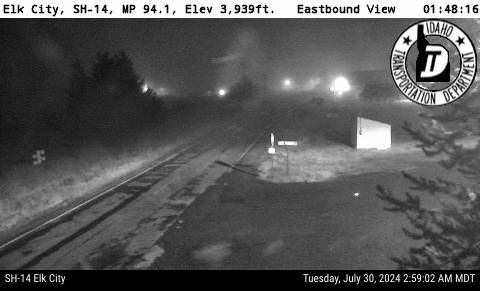 Elk City, SH-14, MP 94.1, Elev 3,939ft. Eastbound View 01:48:16
IDAHO
TRANSPORTATION DEPARTMENT
SH-14 Elk City Tuesday, July 30, 2024 2:59:02 AM MDT